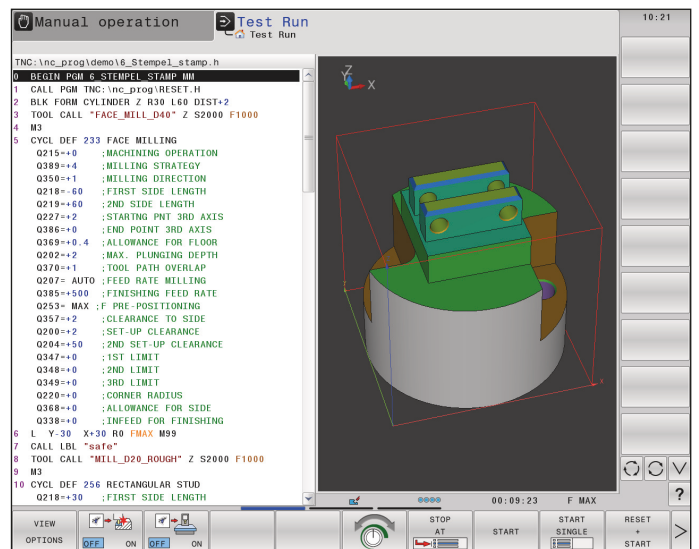 Manual operation
Test Run
Test Run
10:21
TNC:\nc_prog\demo\6_Stempel_stamp.h
0 BEGIN PGM 6_STEMPEL_STAMP MM
1 CALL PGM TNC:\nc_prog\RESET.H
2 BLK FORM CYLINDER Z R30 L60 DIST+2
3 TOOL CALL "FACE_MILL_D40" Z S2000 F1000
4 M3
5 CYCL DEF 233 FACE MILLING
Q215=+0 ;MACHINING OPERATION
Q389=+4 ;MILLING STRATEGY
Q350=+1 ;MILLING DIRECTION
Q218=-60 ;FIRST SIDE LENGTH
Q219=+60 ;2ND SIDE LENGTH
Q227=+2 ;STARTNG PNT 3RD AXIS
Q386=+0 ;END POINT 3RD AXIS
Q369=+0.4 ;ALLOWANCE FOR FLOOR
Q202=+2 ;MAX. PLUNGING DEPTH
Q370=+1 ;TOOL PATH OVERLAP
Q207= AUTO ;FEED RATE MILLING
Q385=+500 ;FINISHING FEED RATE
Q253= MAX ;F PRE-POSITIONING
Q357=+2 ;CLEARANCE TO SIDE
Q200=+2 ;SET-UP CLEARANCE
Q204=+50 ;2ND SET-UP CLEARANCE
Q347=+0 ;1ST LIMIT
Q348=+0 ;2ND LIMIT
Q349=+0 ;3RD LIMIT
Q220=+0 ;CORNER RADIUS
Q368=+0 ;ALLOWANCE FOR SIDE
Q338=+0 ;INFEED FOR FINISHING
6 L Y-30 X+30 R0 FMAX M99
7 CALL LBL "safe"
8 TOOL CALL "MILL_D20_ROUGH" Z S2000 F1000
9 M3
10 CYCL DEF 256 RECTANGULAR STUD
Q218=+30 ;FIRST SIDE LENGTH
Z
Y
X
X
00:09:23 F MAX
?
VIEW OPTIONS
OFF ON
OFF ON
STOP AT
START
START SINGLE
RESET + START